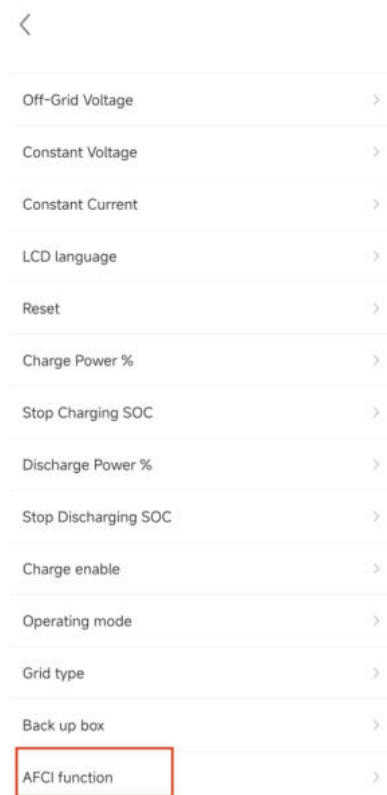 Off-Grid Voltage
Constant Voltage
Constant Current
LCD language
Reset
Charge Power %
Stop Charging SOC
Discharge Power %
Stop Discharging SOC
Charge enable
Operating mode
Grid type
Back up box
AFCI function